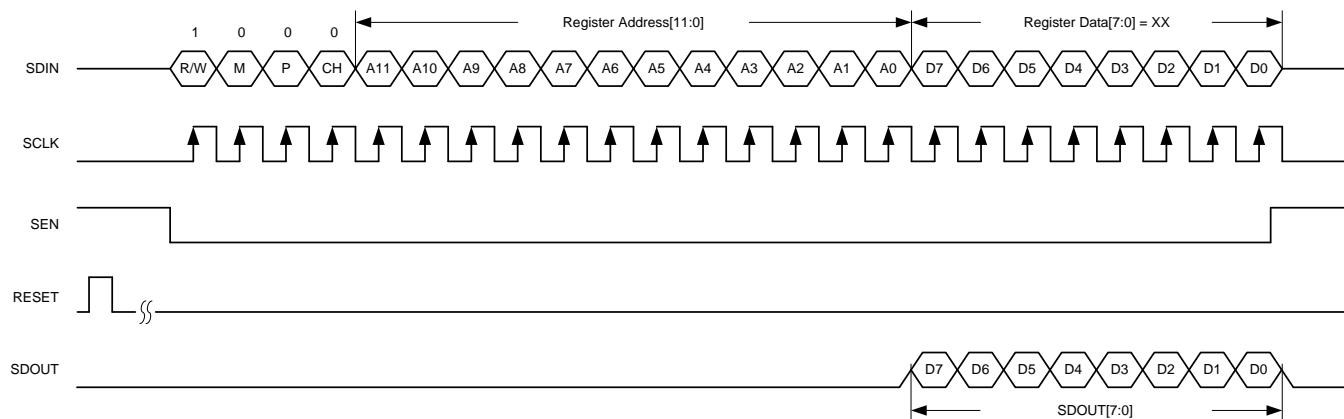 Register Address[11:0] Register Data[7:0] = XX
1 0 0 0
SDIN R/W M P CH A11 A10 A9 A8 A7 A6 A5 A4 A3 A2 A1 A0 D7 D6 D5 D4 D3 D2 D1 D0
SCLK
SEN
RESET
SDOUT D7 D6 D5 D4 D3 D2 D1 D0
SDOUT[7:0]